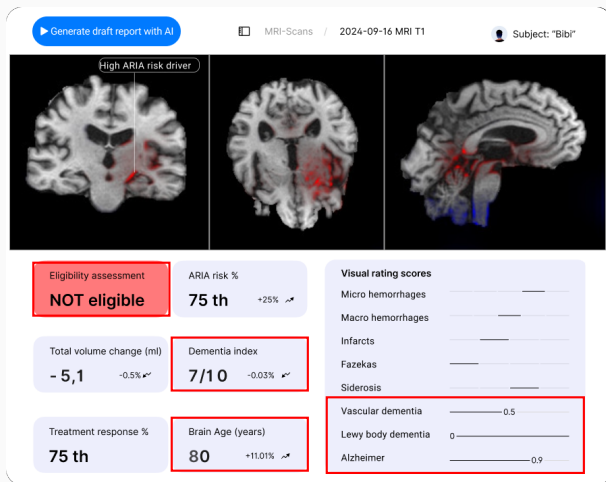 Generate draft report with AI
MRI-Scans / 2024-09-16 MRI T1
Subject: "Bibi"
High ARIA risk driver
Eligibility assessment
NOT eligible
ARIA risk %
75 th +25%
Total volume change (ml)
- 5,1 -0.5%
Dementia index
7/10 -0.03%
Treatment response %
75 th
Brain Age (years)
80 +11.01%
Visual rating scores
Micro hemorrhages
Macro hemorrhages
Infarcts
Fazekas
Siderosis
Vascular dementia 0.5
Lewy body dementia 0
Alzheimer 0.9